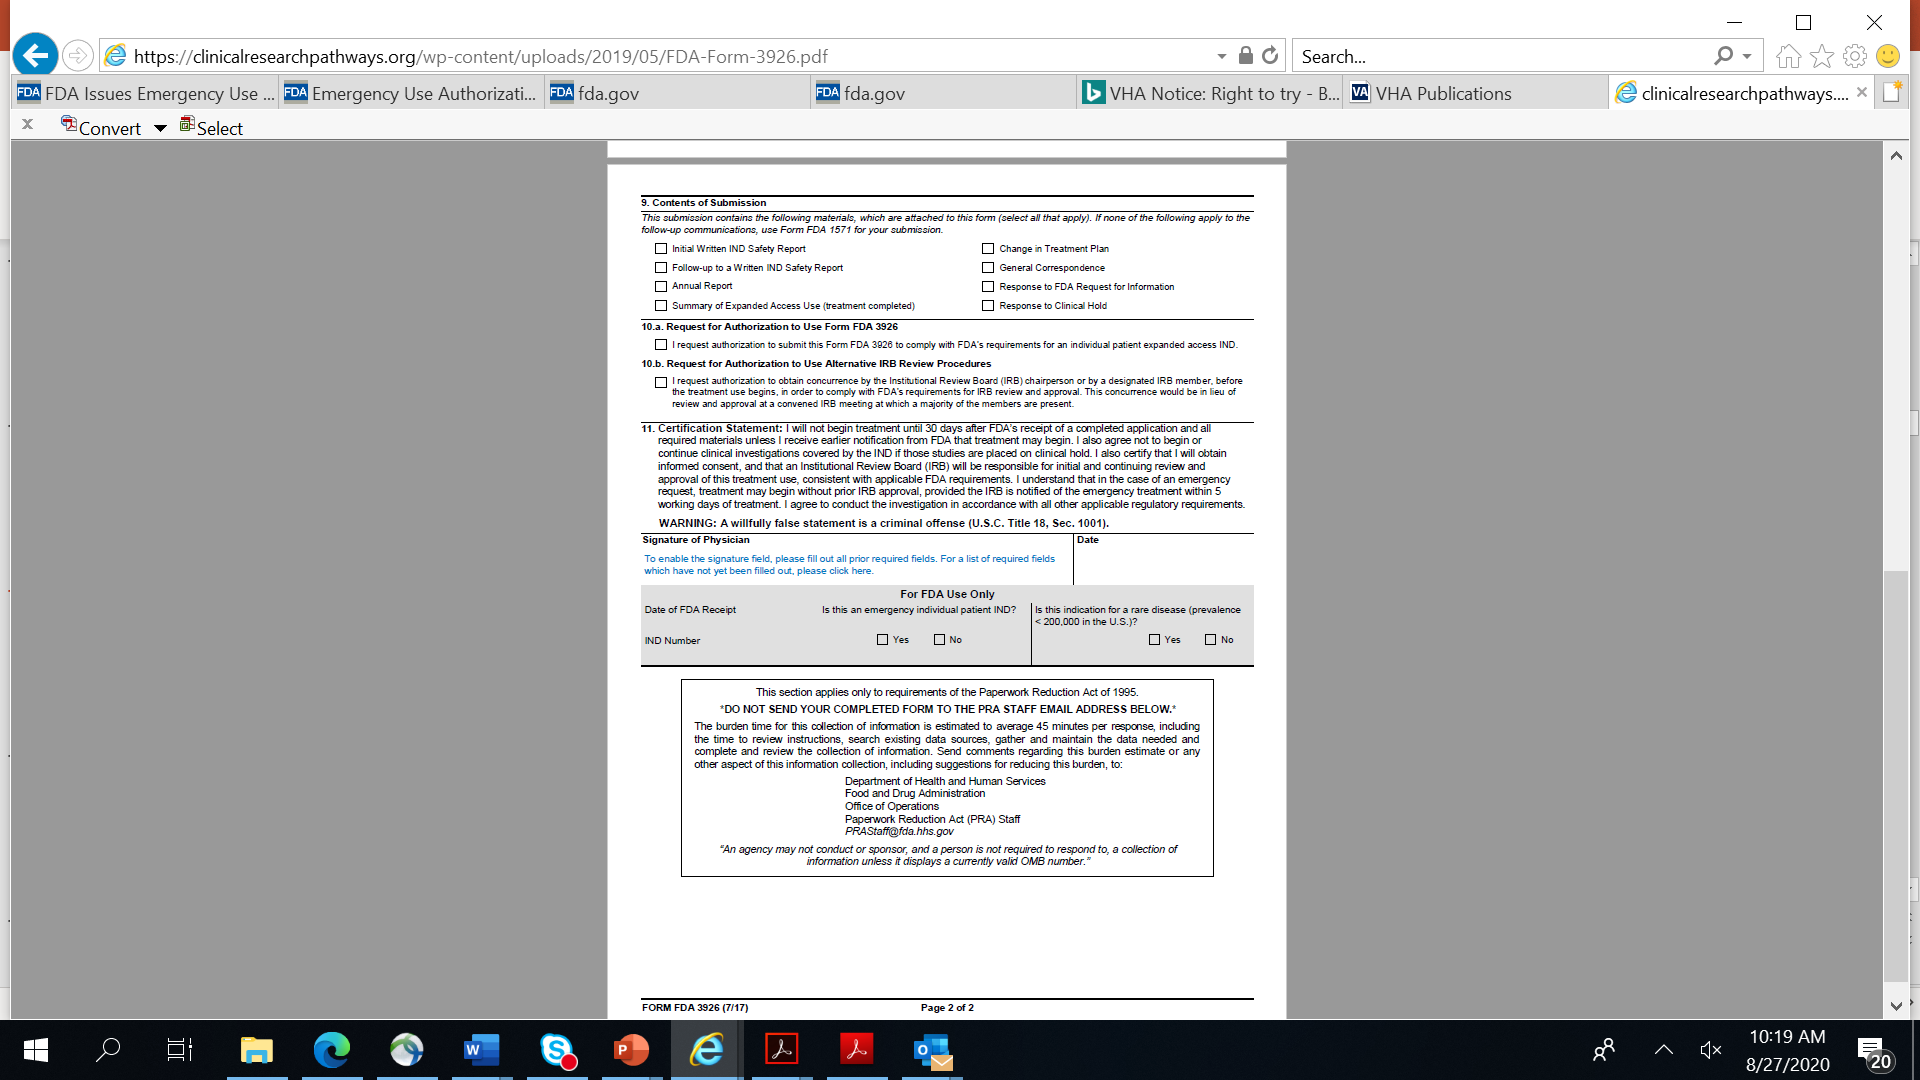 https://clinicalresearchpathways.org/wp-content/uploads/2019/05/FDA-Form-3926.pdf
Search...
FDA FDA Issues Emergency Use ...
FDA Emergency Use Authorizati...
FDA fda.gov
FDA fda.gov
VHA Notice: Right to try - B...
VA VHA Publications
clinicalresearchpathways....
x Convert Select
9. Contents of Submission
This submission contains the following materials, which are attached to this form (select all that apply). If none of the following apply to the
follow-up communications, use Form FDA 1571 for your submission.
Initial Written IND Safety Report
Change in Treatment Plan
Follow-up to a Written IND Safety Report
General Correspondence
Annual Report
Response to FDA Request for Information
Summary of Expanded Access Use (treatment completed)
Response to Clinical Hold
10.a. Request for Authorization to Use Form FDA 3926
I request authorization to submit this Form FDA 3926 to comply with FDA's requirements for an individual patient expanded access IND.
10.b. Request for Authorization to Use Alternative IRB Review Procedures
I request authorization to obtain concurrence by the Institutional Review Board (IRB) chairperson or by a designated IRB member, before
the treatment use begins, in order to comply with FDA's requirements for IRB review and approval. This concurrence would be in lieu of
review and approval at a convened IRB meeting at which a majority of the members are present.
11. Certification Statement: I will not begin treatment until 30 days after FDA's receipt of a completed application and all
required materials unless I receive earlier notification from FDA that treatment may begin. I also agree not to begin or
continue clinical investigations covered by the IND if those studies are placed on clinical hold. I also certify that I will obtain
informed consent, and that an Institutional Review Board (IRB) will be responsible for initial and continuing review and
approval of this treatment use, consistent with applicable FDA requirements. I understand that in the case of an emergency
request, treatment may begin without prior IRB approval, provided the IRB is notified of the emergency treatment within 5
working days of treatment. I agree to conduct the investigation in accordance with all other applicable regulatory requirements.
WARNING: A willfully false statement is a criminal offense (U.S.C. Title 18, Sec. 1001).
Signature of Physician
Date
To enable the signature field, please fill out all prior required fields. For a list of required fields
which have not yet been filled out, please click here.
For FDA Use Only
Date of FDA Receipt
Is this an emergency individual patient IND?
Is this indication for a rare disease (prevalence
< 200,000 in the U.S.)?
IND Number
Yes No
Yes No
This section applies only to requirements of the Paperwork Reduction Act of 1995.
*DO NOT SEND YOUR COMPLETED FORM TO THE PRA STAFF EMAIL ADDRESS BELOW.*
The burden time for this collection of information is estimated to average 45 minutes per response, including
the time to review instructions, search existing data sources, gather and maintain the data needed and
complete and review the collection of information. Send comments regarding this burden estimate or any
other aspect of this information collection, including suggestions for reducing this burden, to:
Department of Health and Human Services
Food and Drug Administration
Office of Operations
Paperwork Reduction Act (PRA) Staff
PRAStaff@fda.hhs.gov
"An agency may not conduct or sponsor, and a person is not required to respond to, a collection of
information unless it displays a currently valid OMB number."
FORM FDA 3926 (7/17)
Page 2 of 2
10:19 AM
8/27/2020
20